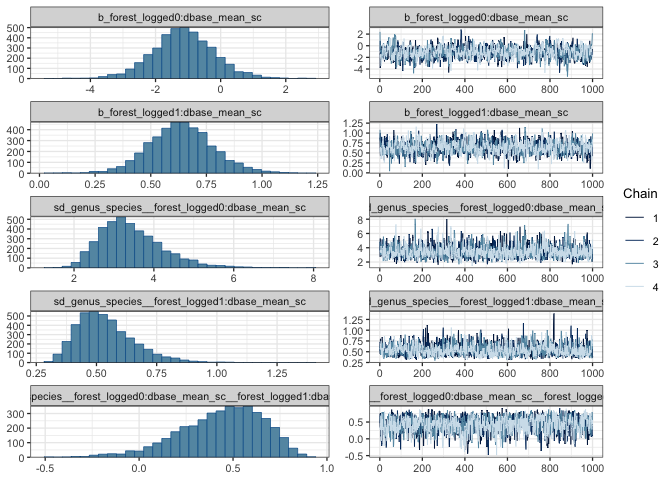 b_forest_logged0:dbase_mean_sc
500
400
300
200
100
0
-4 -2 0 2
b_forest_logged0:dbase_mean_sc
2
0
-2
-4
0 200 400 600 800 1000
b_forest_logged1:dbase_mean_sc
400
300
200
100
0
0.00 0.25 0.50 0.75 1.00 1.25
b_forest_logged1:dbase_mean_sc
1.25
1.00
0.75
0.50
0.25
0.00
0 200 400 600 800 1000
sd_genus_species__forest_logged0:dbase_mean_sc
500
400
300
200
100
0
2 4 6 8
l_genus_species__forest_logged0:dbase_mean_s
8
6
4
2
0 200 400 600 800 1000
sd_genus_species__forest_logged1:dbase_mean_sc
500
400
300
200
100
0
0.25 0.50 0.75 1.00 1.25
l_genus_species__forest_logged1:dbase_mean_s
1.25
1.00
0.75
0.50
0.25
0 200 400 600 800 1000
pecies__forest_logged0:dbase_mean_sc__forest_logged1:dba
300
200
100
0
-0.5 0.0 0.5 1.0
__forest_logged0:dbase_mean_sc__forest_logge
0.5
0.0
-0.5
0 200 400 600 800 1000
Chain
1
2
3
4